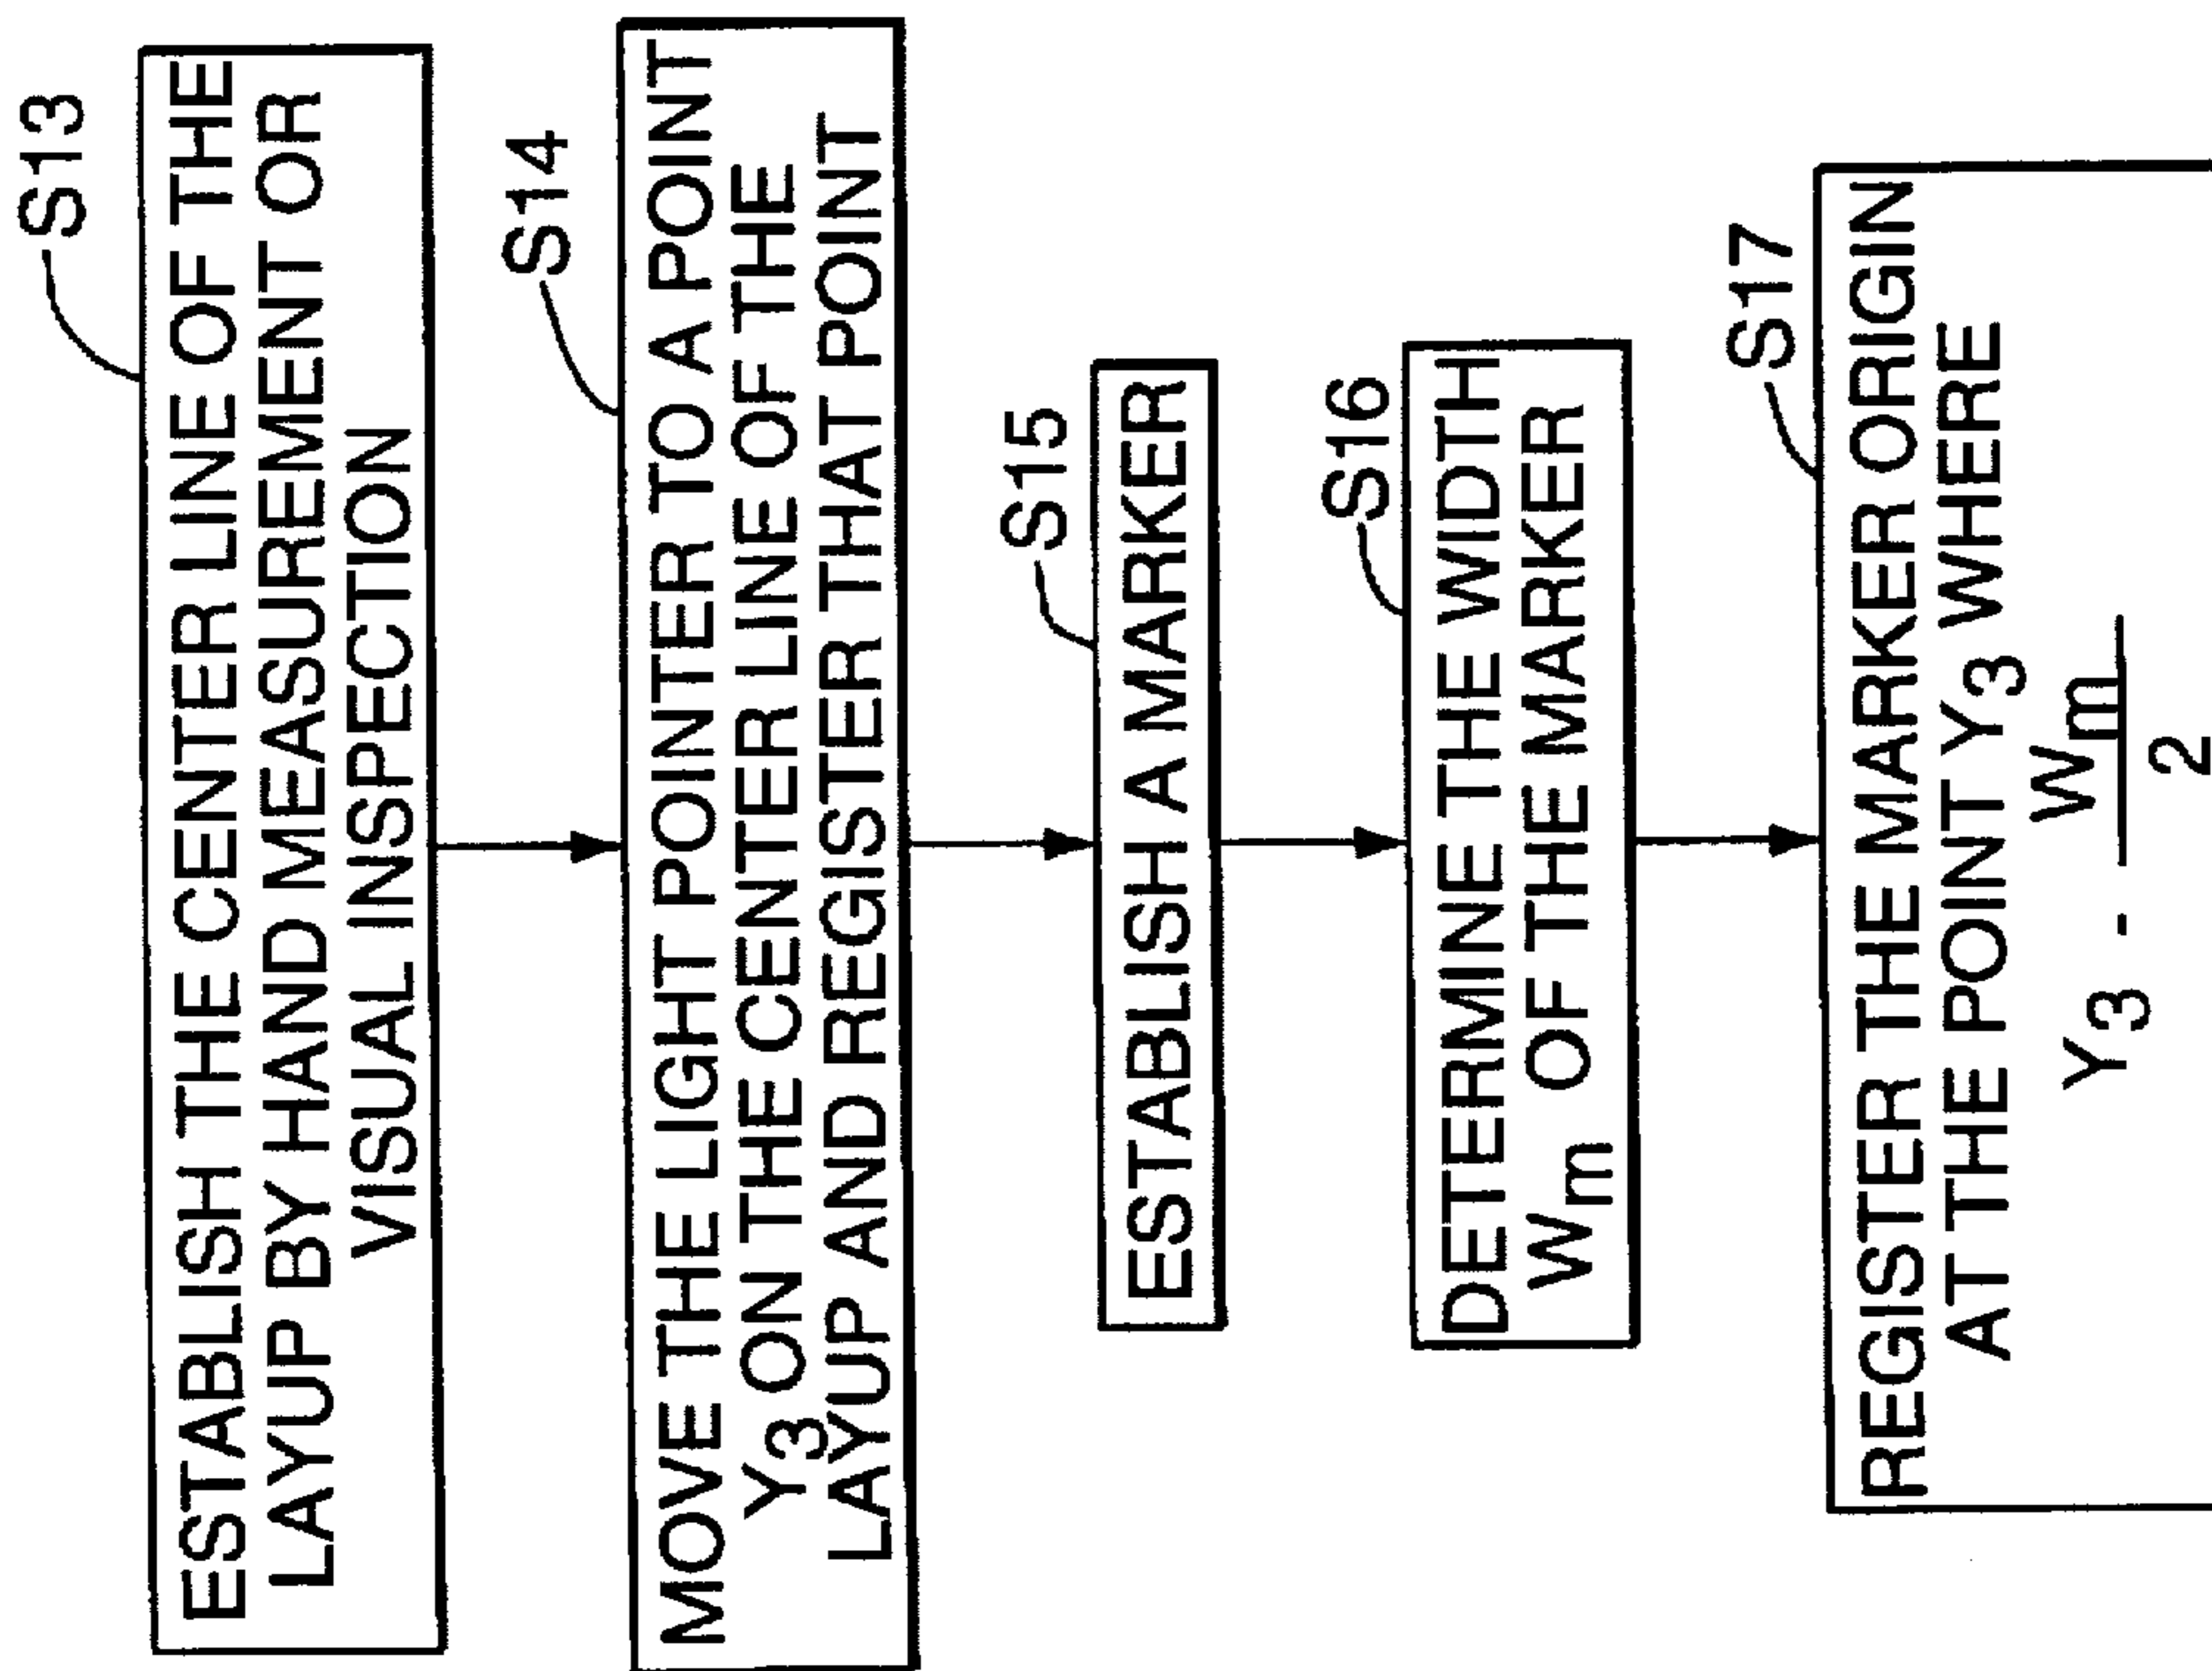 S13
ESTABLISH THE CENTER LINE OF THE
LAYUP BY HAND MEASUREMENT OR
VISUAL INSPECTION
S14
MOVE THE LIGHT POINTER TO A POINT
Y3 ON THE CENTER LINE OF THE
LAYUP AND REGISTER THAT POINT
S15
ESTABLISH A MARKER
S16
DETERMINE THE WIDTH
Wm OF THE MARKER
S17
REGISTER THE MARKER ORIGIN
AT THE POINT Y3 WHERE
Y3 - Wm
2